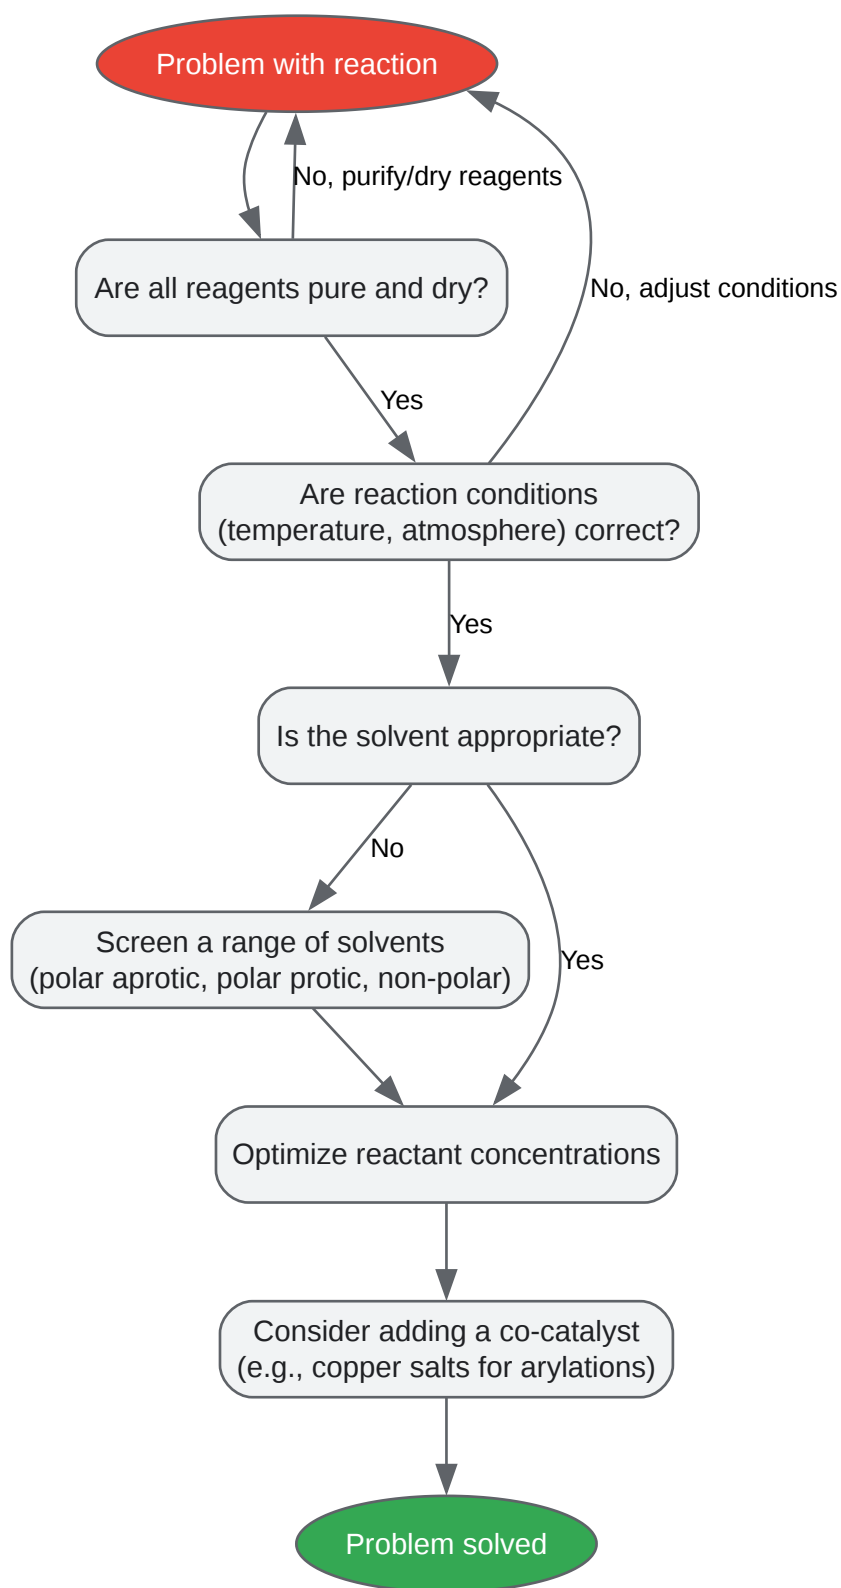 Problem with reaction
No, purify/dry reagents
Are all reagents pure and dry?
No, adjust conditions
Yes
Are reaction conditions
(temperature, atmosphere) correct?
Yes
Is the solvent appropriate?
No
Screen a range of solvents
(polar aprotic, polar protic, non-polar)
Yes
Optimize reactant concentrations
Consider adding a co-catalyst
(e.g., copper salts for arylations)
Problem solved